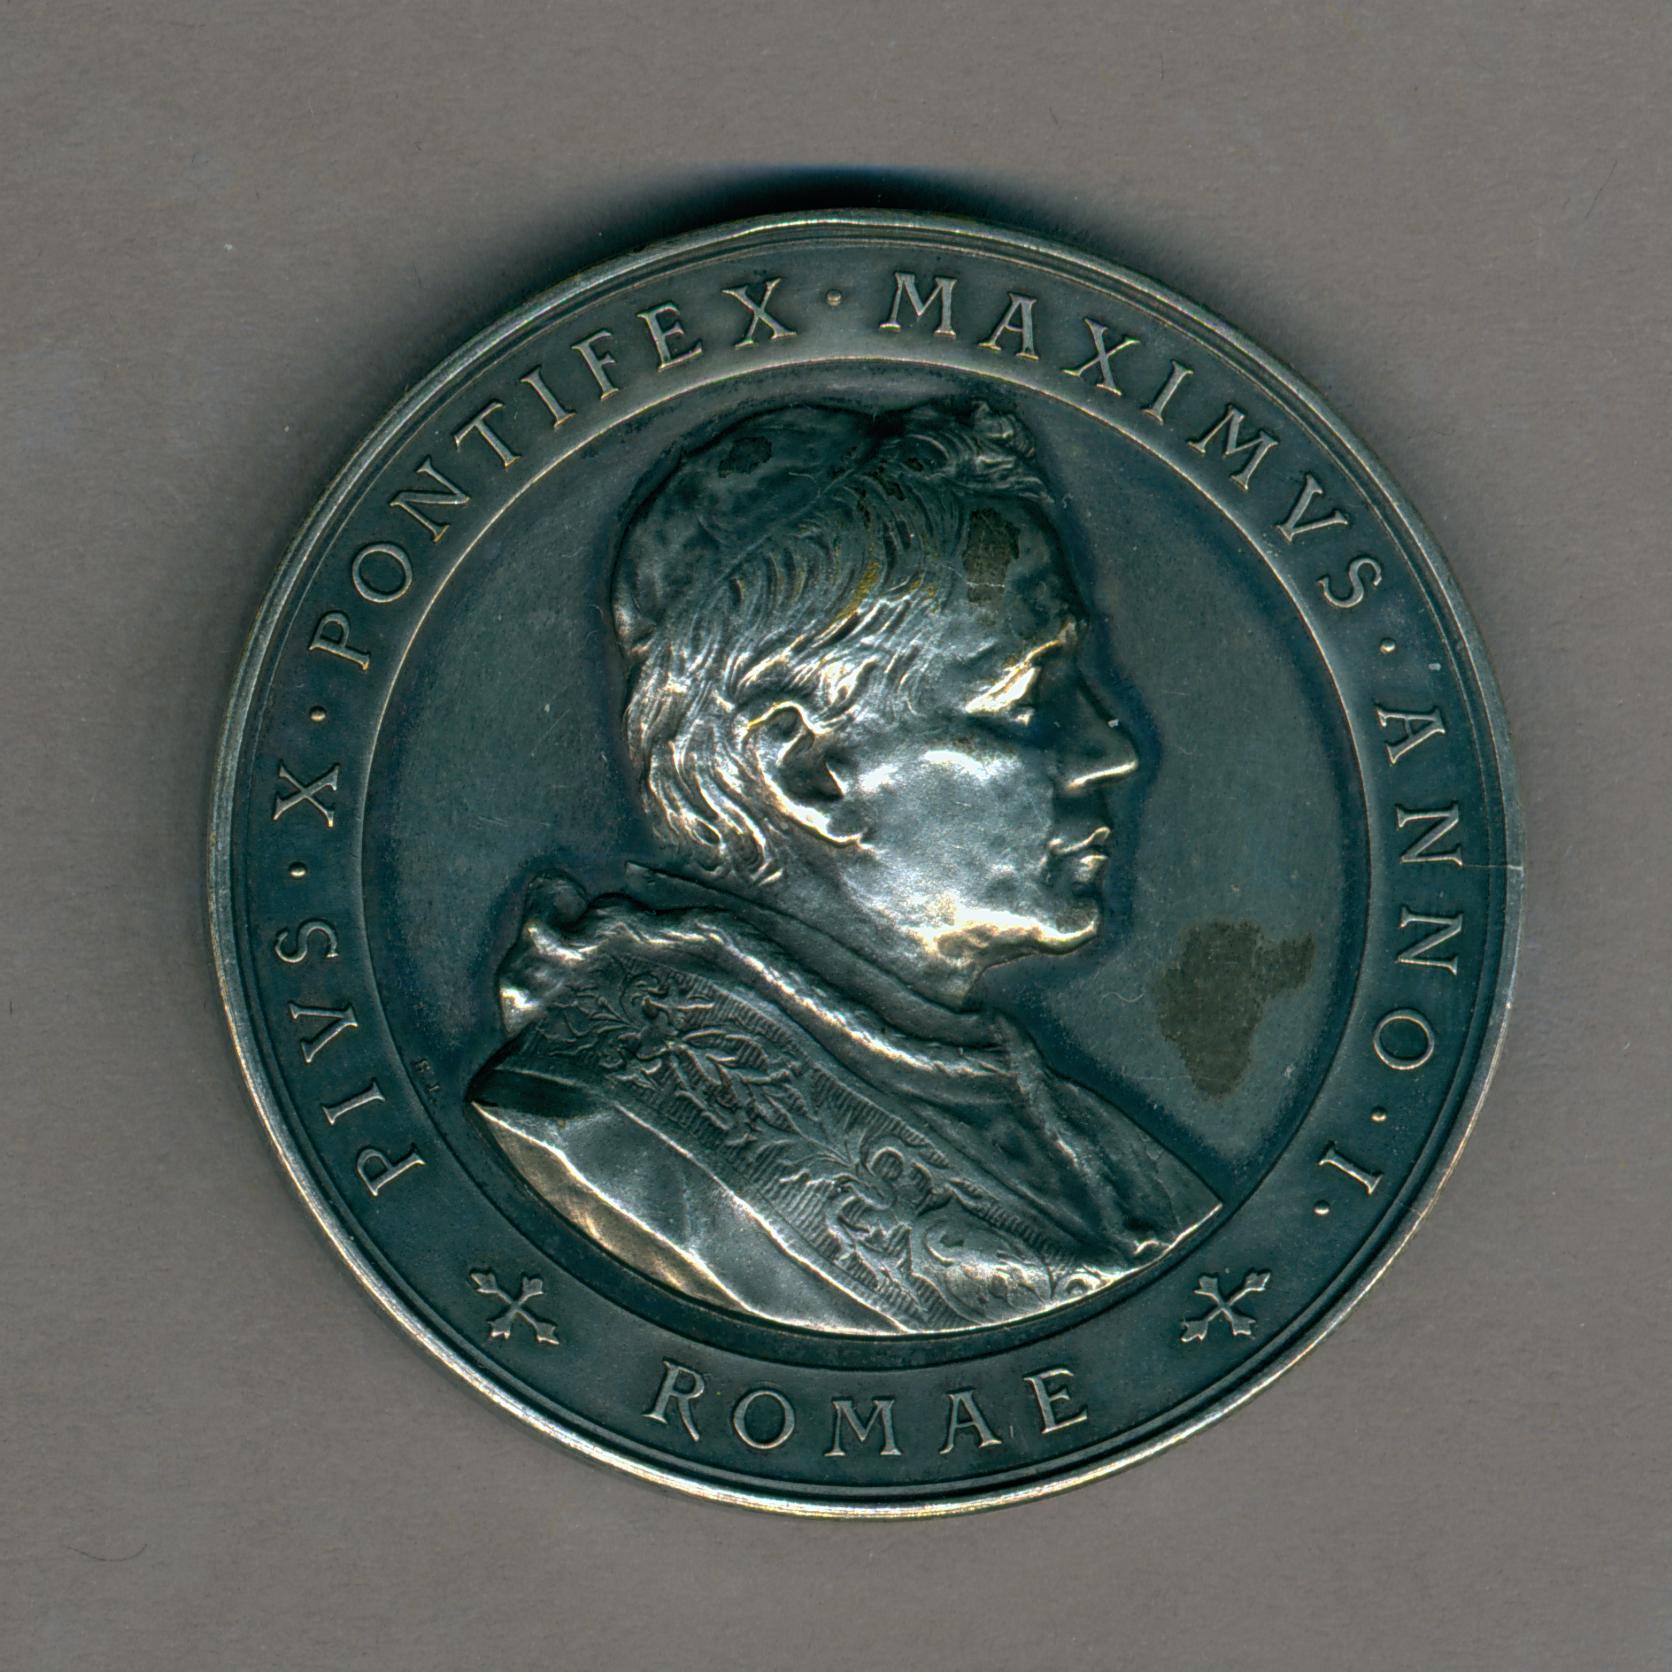 PIVS · X · PONTIFEX · MAXIMVS · ANNO · I ·
ROMAE